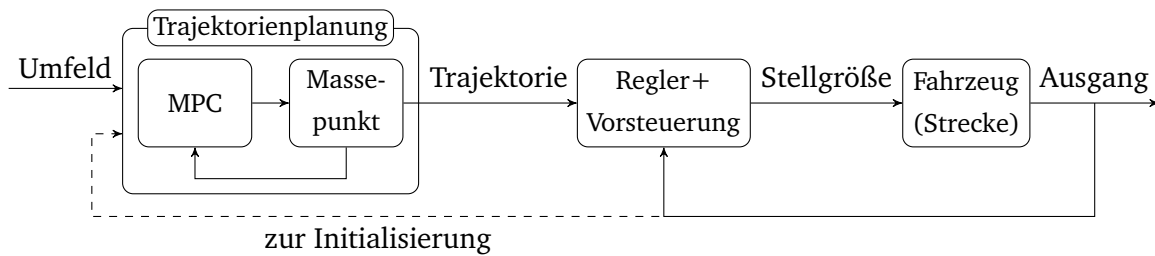 Trajektorienplanung
Umfeld
MPC
Masse-
punkt
Trajektorie
Regler+
Vorsteuerung
Stellgröße
Fahrzeug
(Strecke)
Ausgang
zur Initialisierung